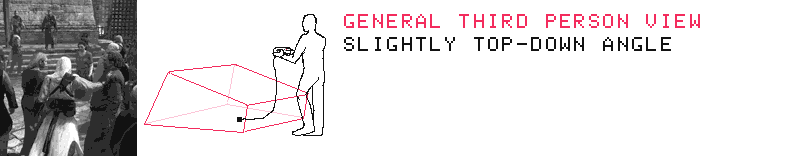 GENERAL THIRD PERSON VIEW
SLIGHTLY TOP-DOWN ANGLE